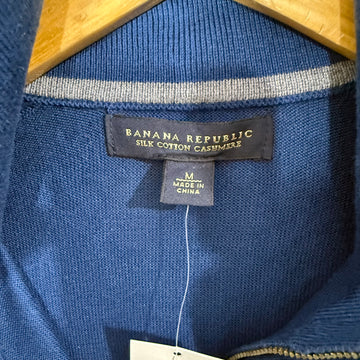 BANANA REPUBLIC
SILK COTTON CASHMERE
M
MADE IN
CHINA